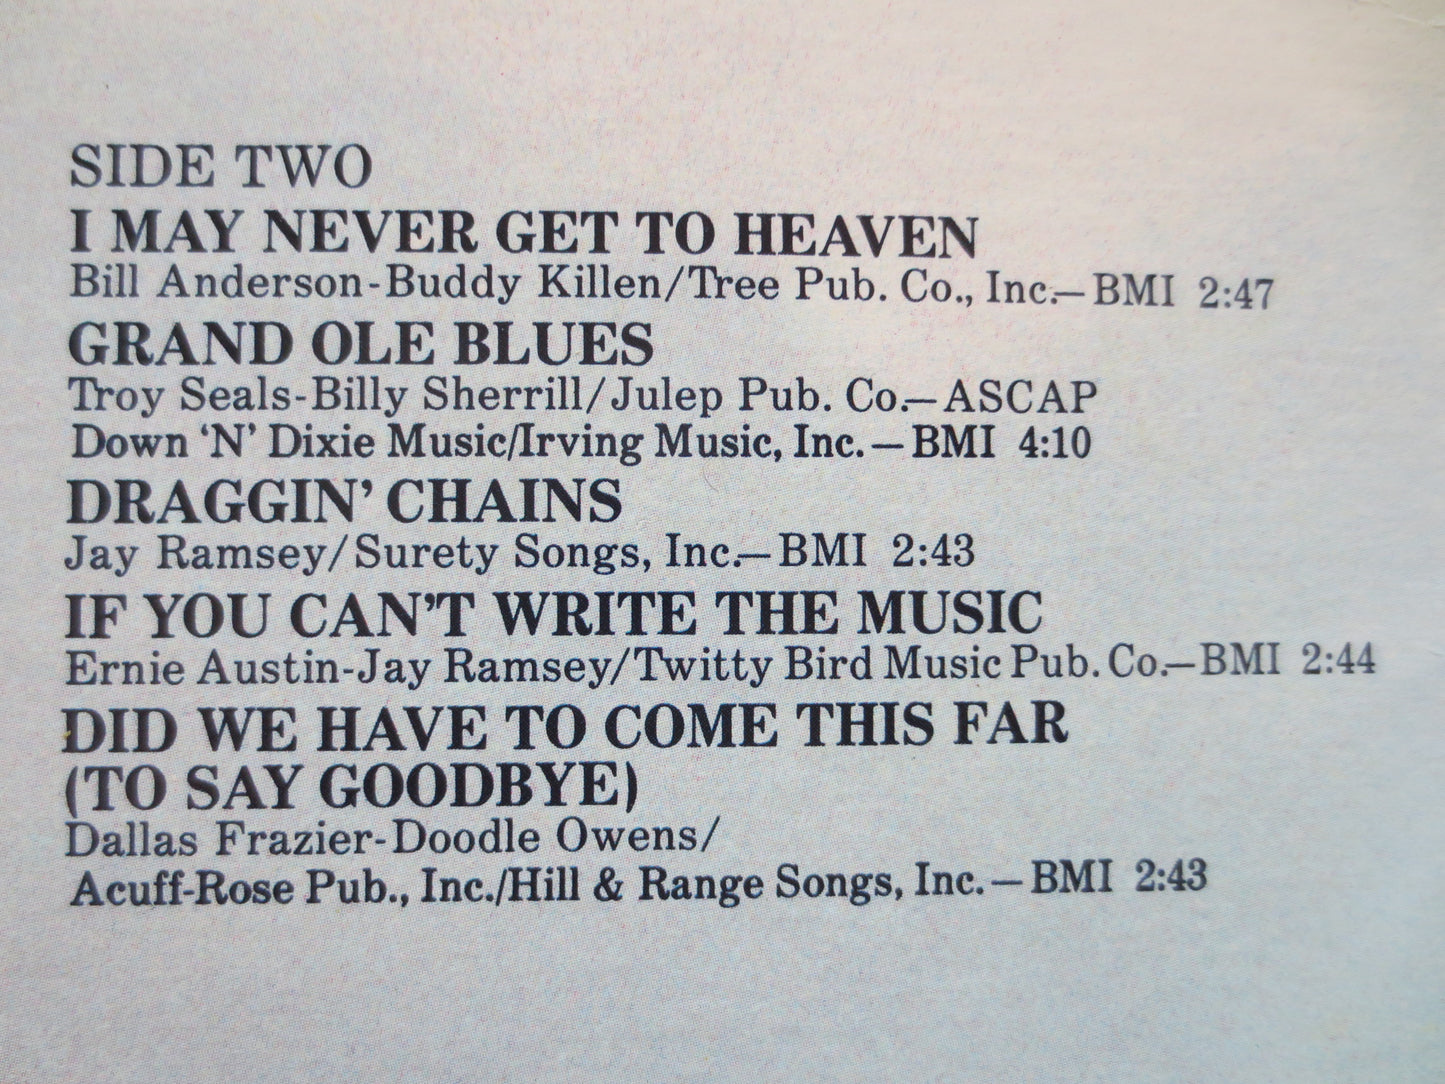 SIDE TWO
I MAY NEVER GET TO HEAVEN
Bill Anderson-Buddy Killen/Tree Pub. Co., Inc.—BMI 2:47
GRAND OLE BLUES
Troy Seals-Billy Sherrill/Julep Pub. Co.—ASCAP
Down ‘N’ Dixie Music/Irving Music, Inc.—BMI 4:10
DRAGGIN’ CHAINS
Jay Ramsey/Surety Songs, Inc.—BMI 2:43
IF YOU CAN’T WRITE THE MUSIC
Ernie Austin-Jay Ramsey/Twitty Bird Music Pub. Co.—BMI 2:44
DID WE HAVE TO COME THIS FAR
(TO SAY GOODBYE)
Dallas Frazier-Doodle Owens/
Acuff-Rose Pub., Inc./Hill & Range Songs, Inc.—BMI 2:43